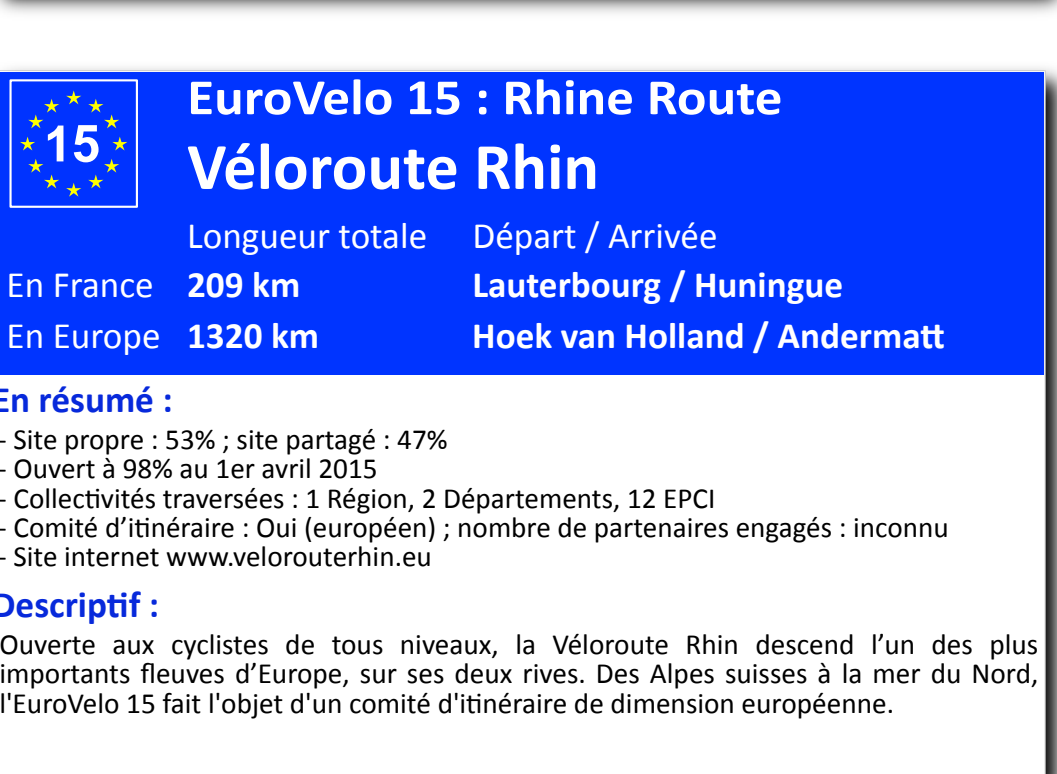 15
EuroVelo 15 : Rhine Route
Véloroute Rhin
Longueur totale Départ / Arrivée
En France 209 km Lauterbourg / Huningue
En Europe 1320 km Hoek van Holland / Andermatt
En résumé :
- Site propre : 53% ; site partagé : 47%
- Ouvert à 98% au 1er avril 2015
- Collectivités traversées : 1 Région, 2 Départements, 12 EPCI
- Comité d’itinéraire : Oui (européen) ; nombre de partenaires engagés : inconnu
- Site internet www.velorouterhin.eu
Descriptif :
Ouverte aux cyclistes de tous niveaux, la Véloroute Rhin descend l’un des plus
importants fleuves d’Europe, sur ses deux rives. Des Alpes suisses à la mer du Nord,
l'EuroVelo 15 fait l'objet d'un comité d'itinéraire de dimension européenne.